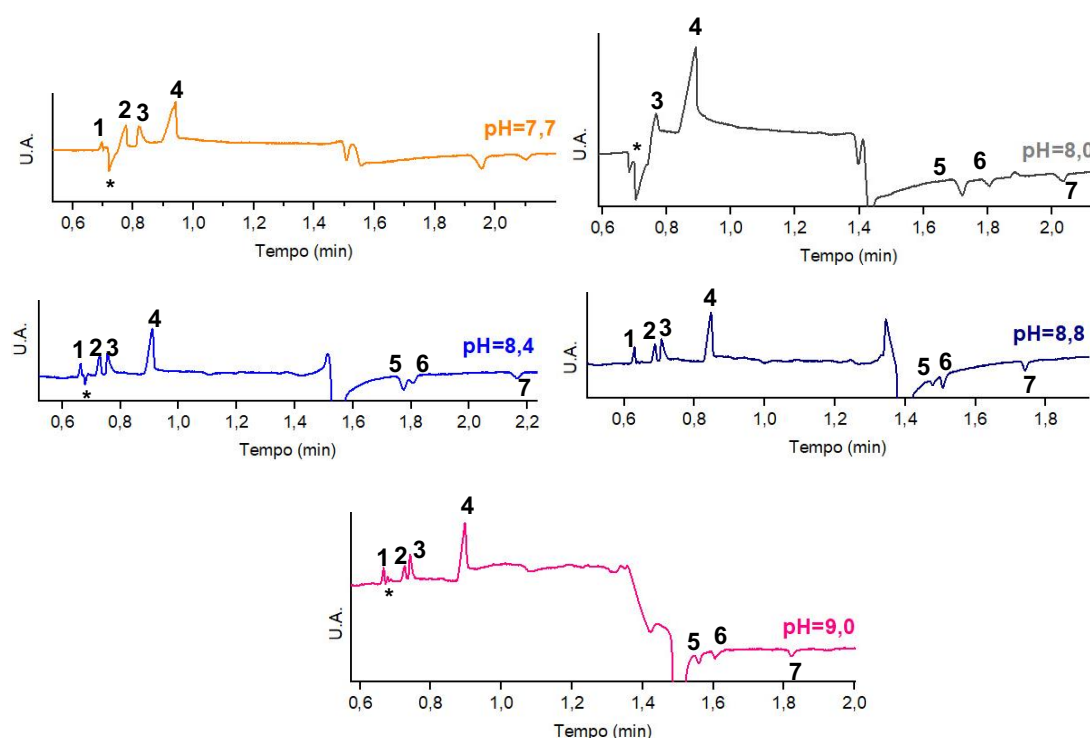 1 2 3 4
*
pH=7,7
U.A.
0,6 0,8 1,0 1,2 1,4 1,6 1,8 2,0 2,2
Tempo (min)
4
3
*
pH=8,0
5 6
7
U.A.
0,6 0,8 1,0 1,2 1,4 1,6 1,8 2,0
Tempo (min)
4
1 2 3
*
pH=8,4
5 6
7
U.A.
0,6 0,8 1,0 1,2 1,4 1,6 1,8 2,0 2,2
Tempo (min)
4
1 2 3
pH=8,8
5 6
7
U.A.
0,6 0,8 1,0 1,2 1,4 1,6 1,8
Tempo (min)
4
1 2 3
*
pH=9,0
5 6
7
U.A.
0,6 0,8 1,0 1,2 1,4 1,6 1,8 2,0
Tempo (min)